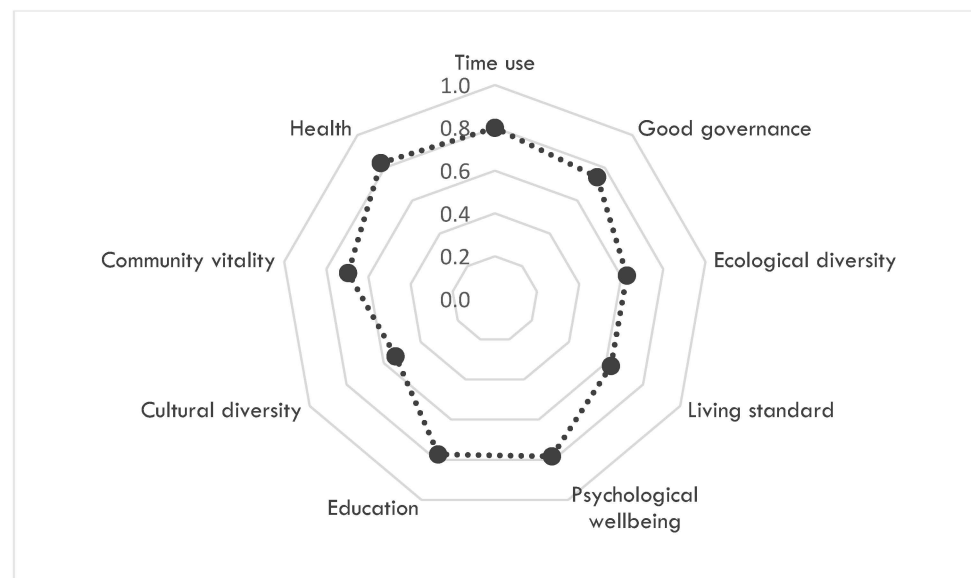 Time use
1.0
Health
0.8
Good governance
0.6
0.4
Community vitality
0.2
Ecological diversity
0.0
Cultural diversity
Living standard
Education
Psychological
wellbeing